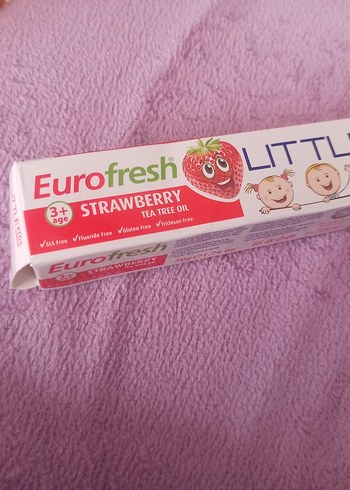 Eurofresh®
LITTL
3+
age
STRAWBERRY
TEA TREE OIL
✓SLS Free ✓Fluoride Free ✓Gluten Free ✓Triclosan Free
Eurofresh
STRAWBERRY